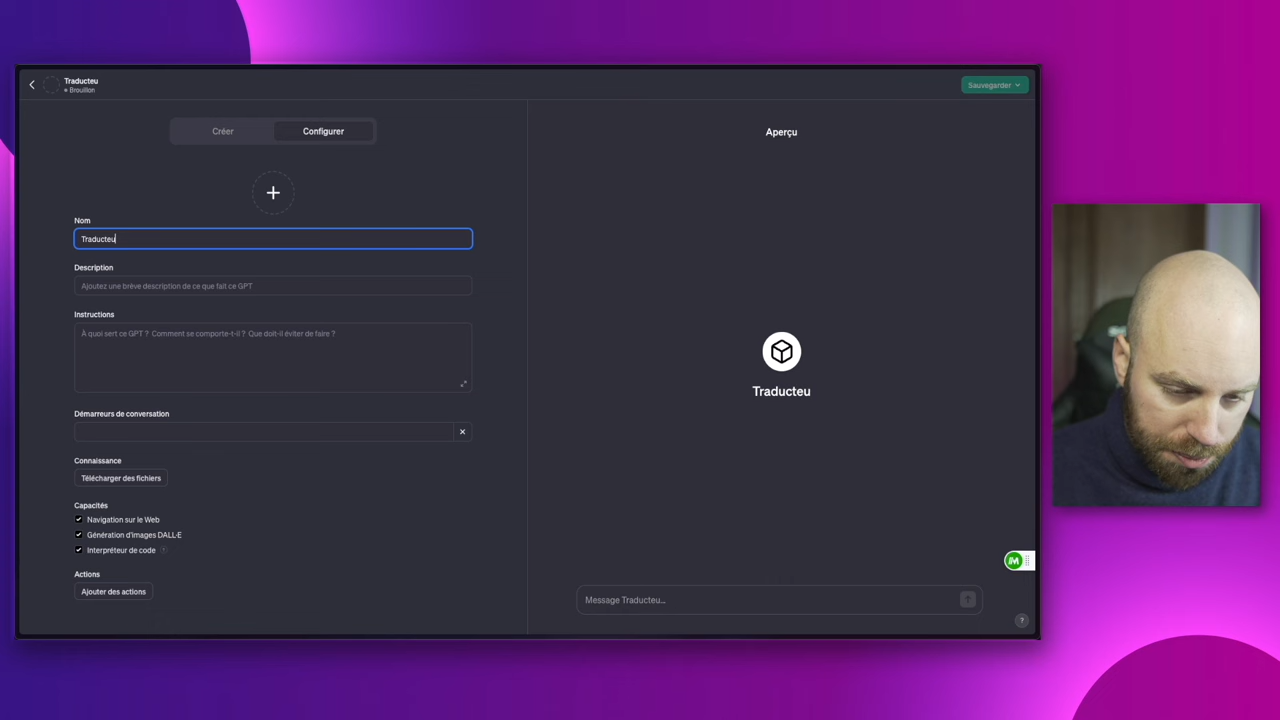 Traducteu
Brouillon
Sauvegarder
Créer
Configurer
Aperçu
+
Nom
Traducteu
Description
Ajoutez une brève description de ce que fait ce GPT
Instructions
À quoi sert ce GPT ? Comment se comporte-t-il ? Que doit-il éviter de faire ?
Traducteu
Démarreurs de conversation
Connaissance
Télécharger des fichiers
Capacités
Navigation sur le Web
Génération d'images DALL·E
Interpréteur de code ?
Actions
Ajouter des actions
Message Traducteu...
?